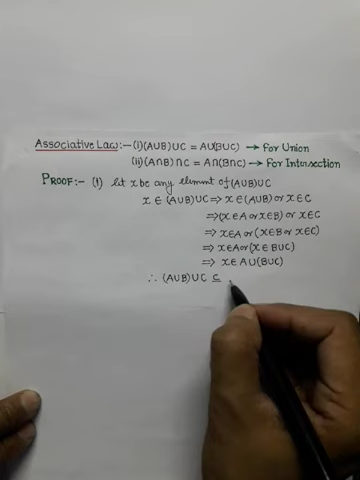 Associative Law:- (i) (A∪B)∪C = A∪(B∪C) → for Union
(ii) (A∩B)∩C = A∩(B∩C) → for Intersection
PROOF:- (i) let x be any element of (A∪B)∪C
x ∈ (A∪B)∪C ⇒ x ∈ (A∪B) or x ∈ C
⇒ (x ∈ A or x ∈ B) or x ∈ C
⇒ x ∈ A or (x ∈ B or x ∈ C)
⇒ x ∈ A or (x ∈ B∪C)
⇒ x ∈ A∪(B∪C)
∴ (A∪B)∪C ⊆